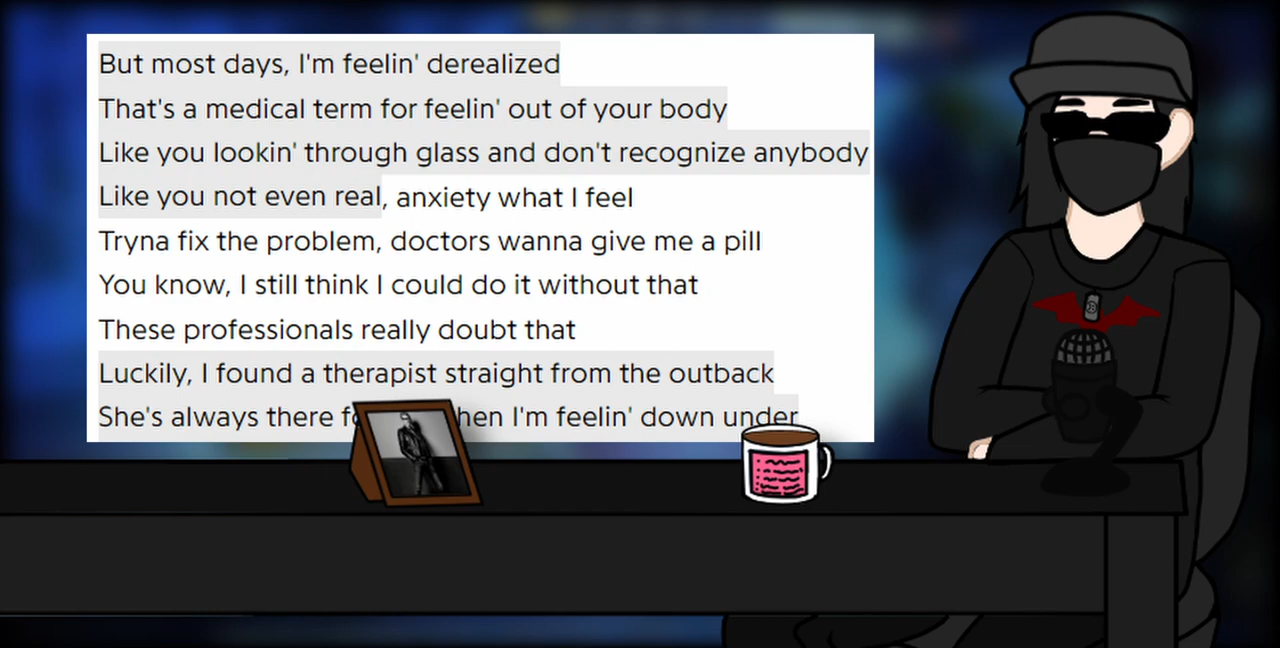 But most days, I'm feelin' derealized
That's a medical term for feelin' out of your body
Like you lookin' through glass and don't recognize anybody
Like you not even real, anxiety what I feel
Tryna fix the problem, doctors wanna give me a pill
You know, I still think I could do it without that
These professionals really doubt that
Luckily, I found a therapist straight from the outback
She's always there I'm feelin' down under